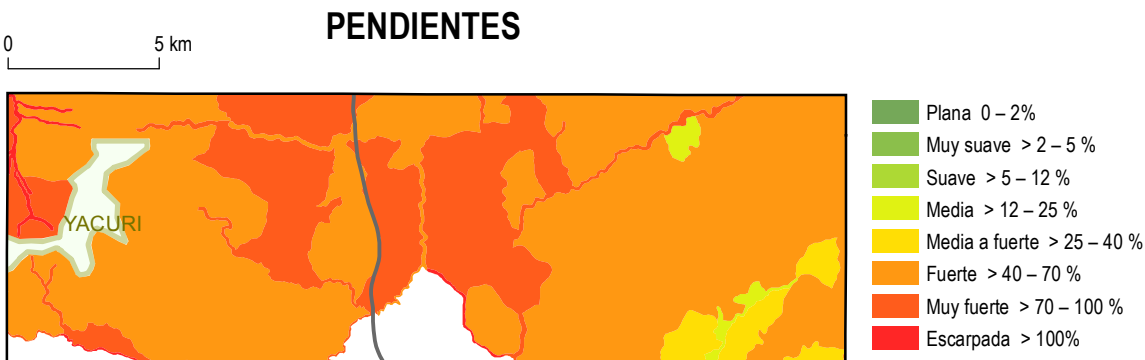 PENDIENTES
0 5 km
YACURI
Plana 0 – 2%
Muy suave > 2 – 5 %
Suave > 5 – 12 %
Media > 12 – 25 %
Media a fuerte > 25 – 40 %
Fuerte > 40 – 70 %
Muy fuerte > 70 – 100 %
Escarpada > 100%